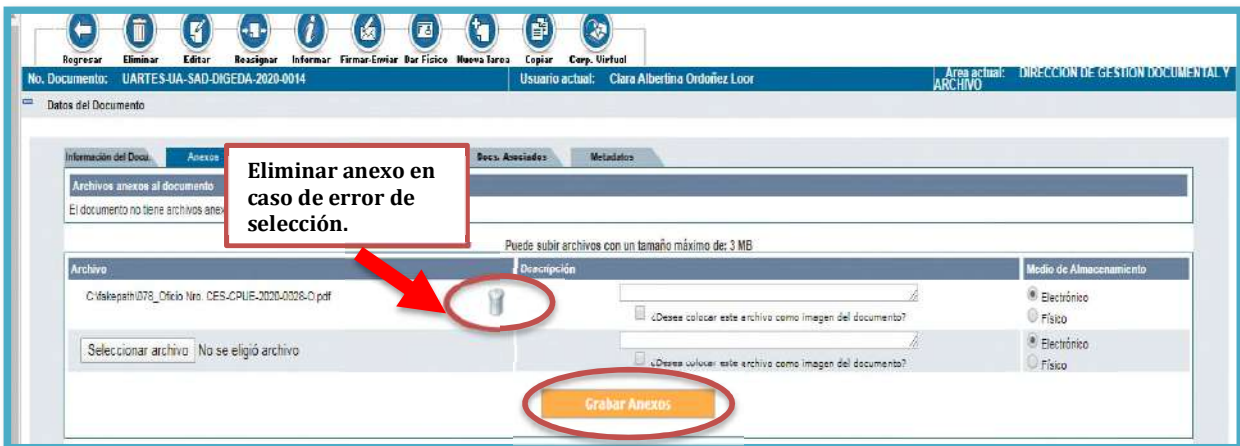 Regresar Eliminar Editar Reasignar Informar Firmar-Enviar Dar Físico Nueva Tarea Copiar Carp. Virtual
No. Documento: UARTES-UA-SAD-DIGEDA-2020-0014 Usuario actual: Clara Albertina Ordoñez Loor Area actual: DIRECCION DE GESTION DOCUMENTAL Y
ARCHIVO
Datos del Documento
Información del Docu. Anexos Docs. Asociados Metadatos
Eliminar anexo en
caso de error de
selección.
Archivos anexos al documento
El documento no tiene archivos anex
Puede subir archivos con un tamaño máximo de: 3 MB
Archivo Descripción Medio de Almacenamiento
C:\fakepath\078_Oficio Nro. CES-CPUE-2020-0028-O.pdf Electrónico
¿Desea colocar este archivo como imagen del documento? Físico
Seleccionar archivo No se eligió archivo Electrónico
¿Desea colocar este archivo como imagen del documento? Físico
Grabar Anexos